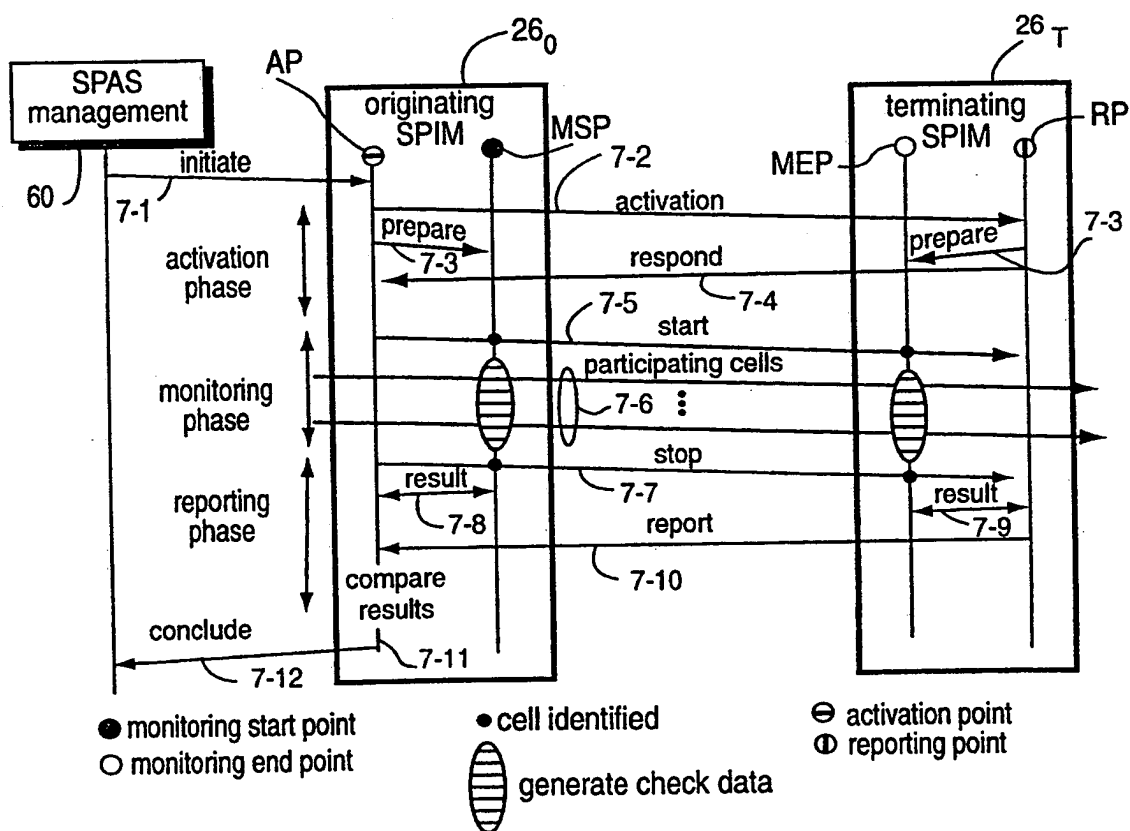 26₀
26 T
SPAS
management
AP
originating
SPIM
MSP
terminating
SPIM
RP
MEP
60
initiate
7-1
7-2
activation
activation
phase
prepare
7-3
prepare
7-3
respond
7-4
7-5
start
monitoring
phase
participating cells
7-6
stop
7-7
reporting
phase
result
7-8
result
7-9
report
7-10
compare
results
conclude
7-11
7-12
monitoring start point
monitoring end point
cell identified
generate check data
activation point
reporting point